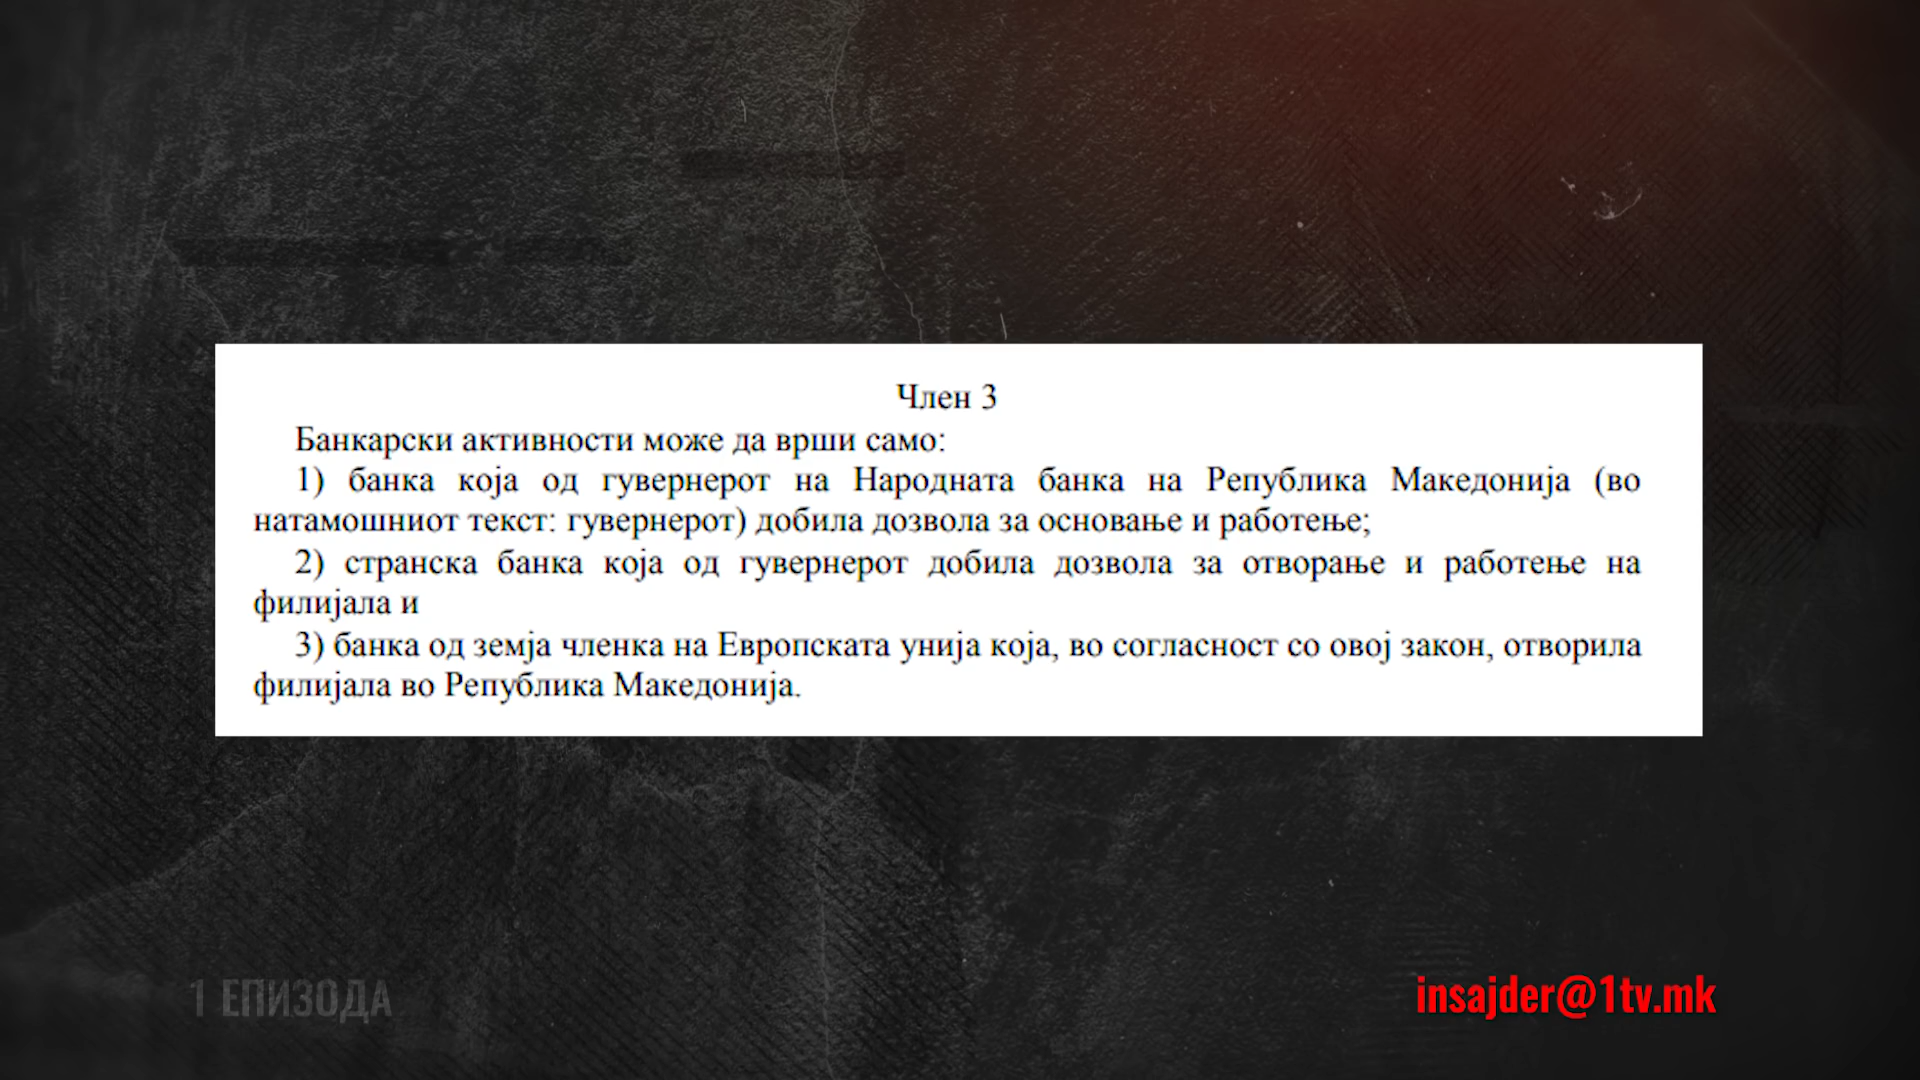 Член 3
Банкарски активности може да врши само:
1) банка која од гувернерот на Народната банка на Република Македонија (во
натамошниот текст: гувернерот) добила дозвола за основање и работење;
2) странска банка која од гувернерот добила дозвола за отворање и работење на
филијала и
3) банка од земја членка на Европската унија која, во согласност со овој закон, отворила
филијала во Република Македонија.
1 ЕПИЗОДА
insajder@1tv.mk